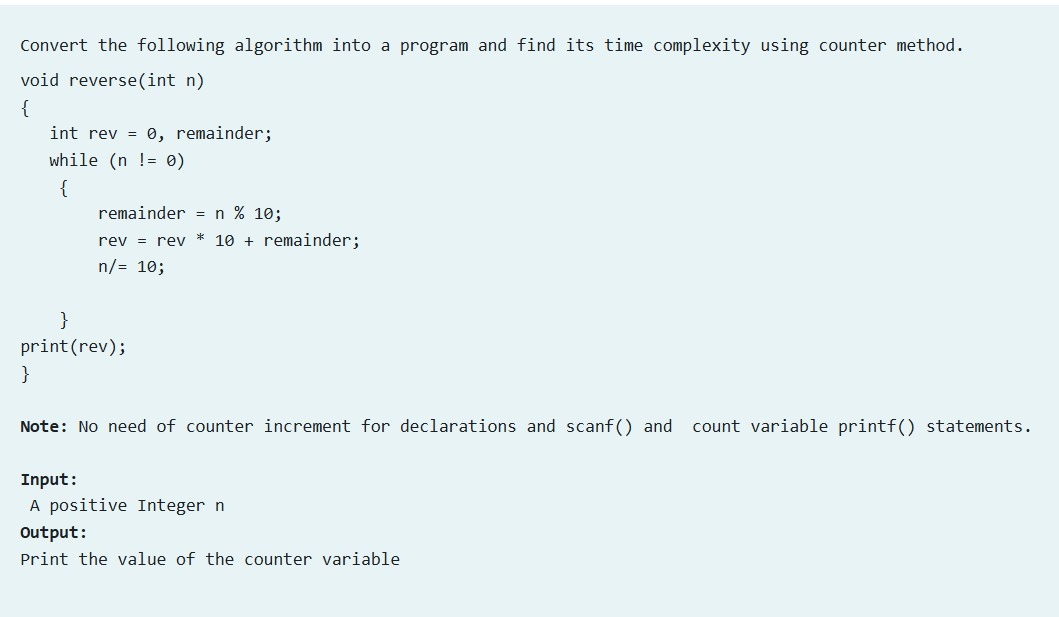 Convert the following algorithm into a program and find its time complexity using counter method.
void reverse(int n)
{
int rev = 0, remainder;
while (n != 0)
{
remainder = n % 10;
rev = rev * 10 + remainder;
n/= 10;
}
print(rev);
}
Note: No need of counter increment for declarations and scanf() and  count variable printf() statements.
Input:
A positive Integer n
Output:
Print the value of the counter variable